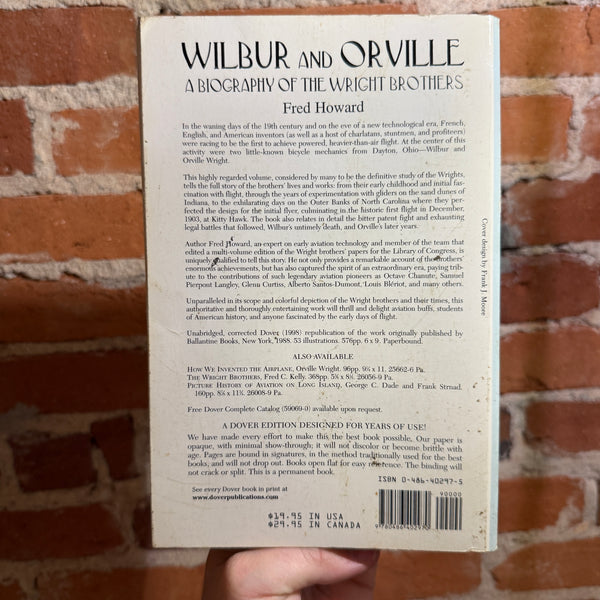 WILBUR AND ORVILLE
A BIOGRAPHY OF THE WRIGHT BROTHERS
Fred Howard
In the waning days of the 19th century and on the eve of a new technological era, French,
English, and American inventors (as well as a host of charlatans, stuntmen, and profiteers)
were racing to be the first to achieve powered, heavier-than-air flight. At the center of this
activity were two little-known bicycle mechanics from Dayton, Ohio—Wilbur and
Orville Wright.
This highly regarded volume, considered by many to be the definitive study of the Wrights,
tells the full story of the brothers' lives and works: from their early childhood and initial fas-
cination with flight, through the years of experimentation with gliders on the sand dunes of
Indiana, to the exhilarating days on the Outer Banks of North Carolina where they per-
fected the design for the initial flyer, culminating in the historic first flight in December,
1903, at Kitty Hawk. The book also relates in detail the bitter patent fight and exhausting
legal battles that followed, Wilbur's untimely death, and Orville's later years.
Author Fred Howard, an expert on early aviation technology and member of the team that
edited a multi-volume edition of the Wright brothers' papers for the Library of Congress, is
uniquely qualified to tell this story. He not only provides a remarkable account of the brothers'
enormous achievements, but has also captured the spirit of an extraordinary era, paying trib-
ute to the contributions of such legendary aviation pioneers as Octave Chanute, Samuel
Pierpont Langley, Glenn Curtiss, Alberto Santos-Dumont, Louis Blériot, and many others.
Unparalleled in its scope and colorful depiction of the Wright brothers and their times, this
authoritative and thoroughly entertaining work will thrill and delight aviation buffs, students
of American history, and anyone fascinated by the early days of flight.
Unabridged, corrected Dover (1998) republication of the work originally published by
Ballantine Books, New York, 1988. 53 illustrations. 576pp. 6 x 9. Paperbound.
ALSO AVAILABLE
HOW WE INVENTED THE AIRPLANE, Orville Wright. 96pp. 9¼ x 11. 25662-6 Pa.
THE WRIGHT BROTHERS, Fred C. Kelly. 368pp. 5⅜ x 8½. 26056-9 Pa.
PICTURE HISTORY OF AVIATION ON LONG ISLAND, George C. Dade and Frank Strnad.
160pp. 8⅜ x 11¼. 26008-9 Pa.
Free Dover Complete Catalog (59069-0) available upon request.
A DOVER EDITION DESIGNED FOR YEARS OF USE!
We have made every effort to make this the best book possible. Our paper is
opaque, with minimal show-through; it will not discolor or become brittle with
age. Pages are bound in signatures, in the method traditionally used for the best
books, and will not drop out. Books open flat for easy reference. The binding will
not crack or split. This is a permanent book.
See every Dover book in print at
www.doverpublications.com
$19.95 IN USA
$29.95 IN CANADA
ISBN 0-486-40297-5
90000
9 780486 402970
Cover design by Frank J. Moore